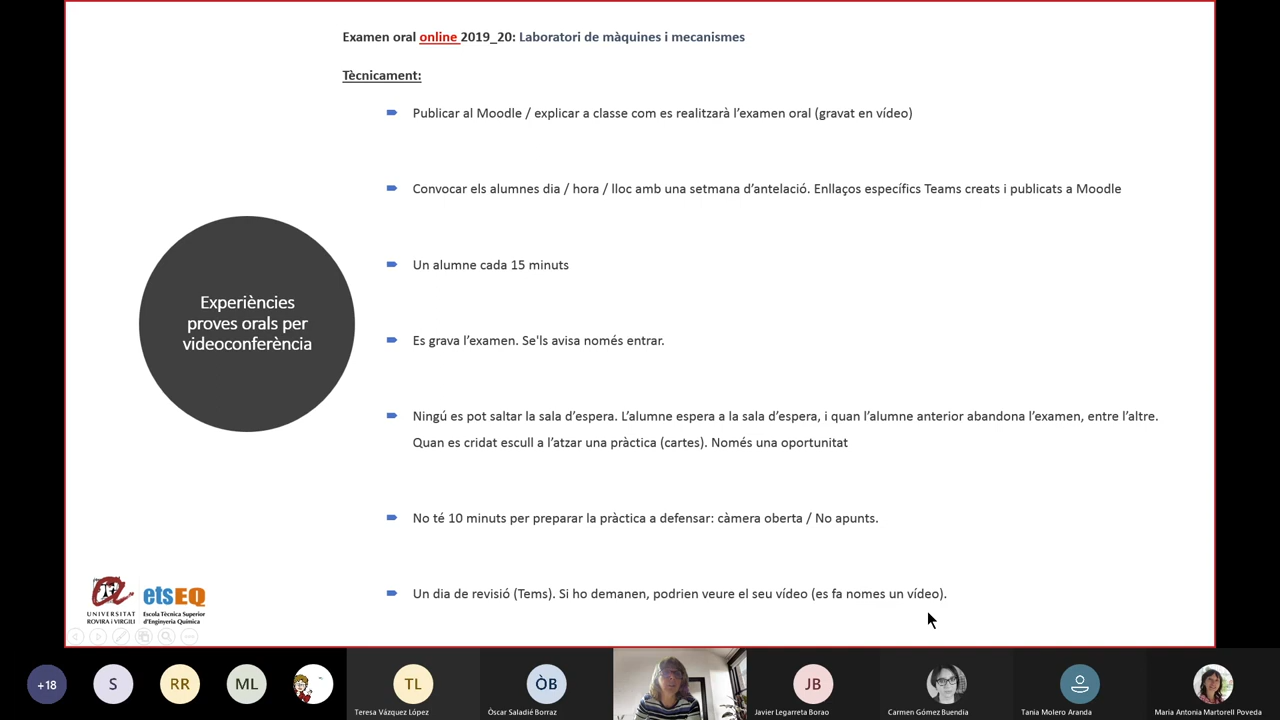 Examen oral online 2019_20: Laboratori de màquines i mecanismes
Tècnicament:
Publicar al Moodle / explicar a classe com es realitzarà l’examen oral (gravat en vídeo)
Convocar els alumnes dia / hora / lloc amb una setmana d’antelació. Enllaços específics Teams creats i publicats a Moodle
Un alumne cada 15 minuts
Es grava l’examen. Se'ls avisa només entrar.
Ningú es pot saltar la sala d’espera. L’alumne espera a la sala d’espera, i quan l’alumne anterior abandona l’examen, entre l’altre.
Quan es cridat escull a l’atzar una pràctica (cartes). Només una oportunitat
No té 10 minuts per preparar la pràctica a defensar: càmera oberta / No apunts.
Un dia de revisió (Tems). Si ho demanen, podrien veure el seu vídeo (es fa nomes un vídeo).
Experiències
proves orals per
videoconferència
UNIVERSITAT
ROVIRA i VIRGILI
etsEQ
Escola Tècnica Superior
d'Enginyeria Química
+18
S
RR
ML
TL
Teresa Vázquez López
ÒB
Òscar Saladié Borraz
JB
Javier Legarreta Borao
Carmen Gómez Buendia
Tania Molero Aranda
Maria Antonia Martorell Poveda